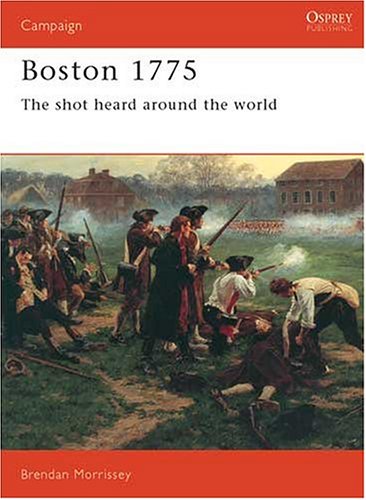 Campaign
OSPREY
PUBLISHING
Boston 1775
The shot heard around the world
Brendan Morrissey